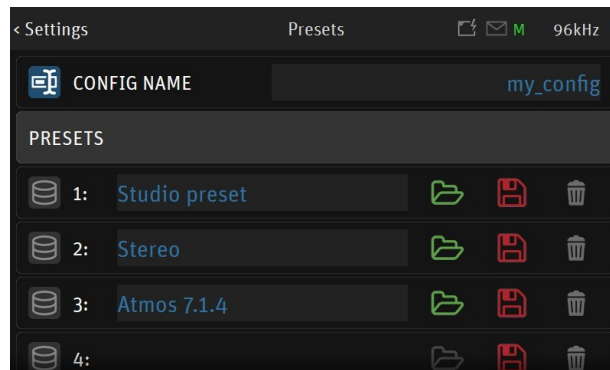 < Settings Presets M 96kHz
CONFIG NAME my_config
PRESETS
1: Studio preset
2: Stereo
3: Atmos 7.1.4
4: